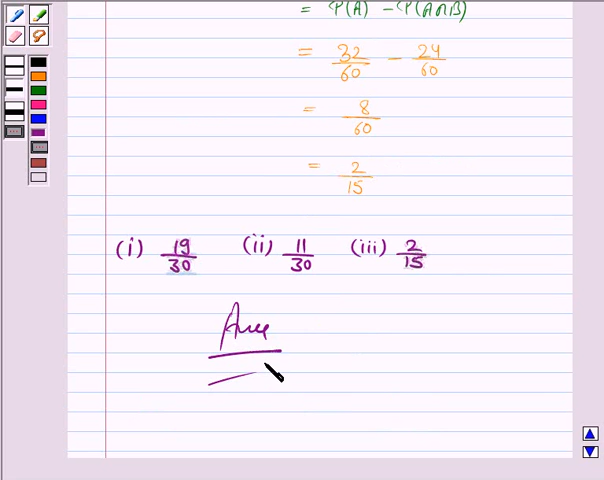 = P(A) - P(A∩B)
= 32/60 - 24/60
= 8/60
= 2/15
(i) 19/30 (ii) 11/30 (iii) 2/15
Ans